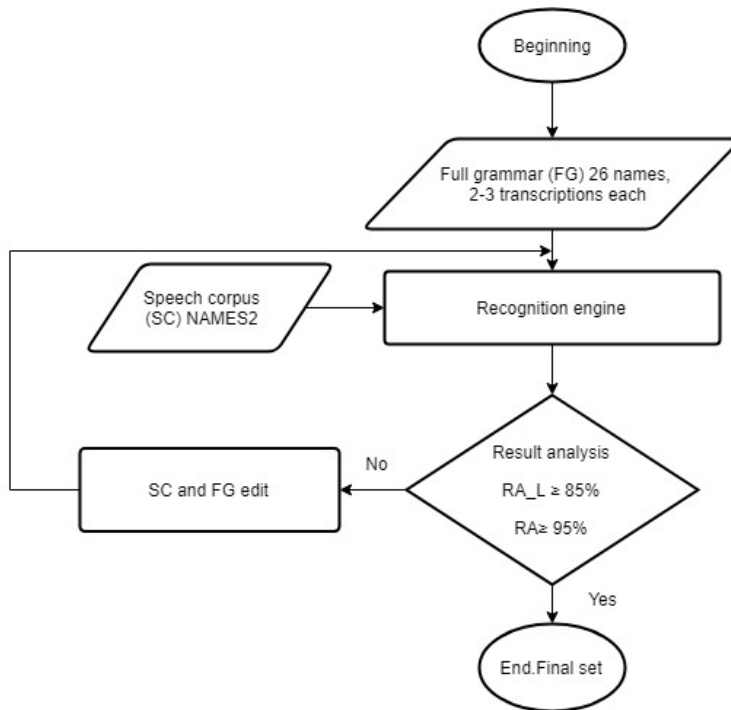 Beginning
Full grammar (FG) 26 names,
2-3 transcriptions each
Speech corpus
(SC) NAMES2
Recognition engine
Result analysis
RA_L ≥ 85%
RA≥ 95%
No
SC and FG edit
Yes
End.Final set